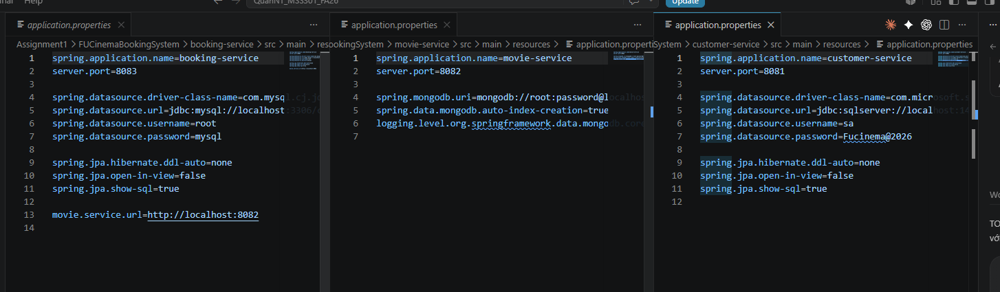 Help
QuanNT_MSS301_FA26
Update
application.properties
Assignment1 > FUCinemaBookingSystem > booking-service > src > main > res
1 spring.application.name=booking-service
2 server.port=8083
3
4 spring.datasource.driver-class-name=com.mysql.cj.j
5 spring.datasource.url=jdbc:mysql://localhost:3306/
6 spring.datasource.username=root
7 spring.datasource.password=mysql
8
9 spring.jpa.hibernate.ddl-auto=none
10 spring.jpa.open-in-view=false
11 spring.jpa.show-sql=true
12
13 movie.service.url=http://localhost:8082
14
application.properties
ookingSystem > movie-service > src > main > resources > application.properti
1 spring.application.name=movie-service
2 server.port=8082
3
4 spring.mongodb.uri=mongodb://root:password@localhos
5 spring.data.mongodb.auto-index-creation=true
6 logging.level.org.springframework.data.mongodb.core
7
application.properties
System > customer-service > src > main > resources > application.properties
1 spring.application.name=customer-service
2 server.port=8081
3
4 spring.datasource.driver-class-name=com.microsoft.s
5 spring.datasource.url=jdbc:sqlserver://localhost:14
6 spring.datasource.username=sa
7 spring.datasource.password=Fucinema@2026
8
9 spring.jpa.hibernate.ddl-auto=none
10 spring.jpa.open-in-view=false
11 spring.jpa.show-sql=true
12
Wo
TO
vớ